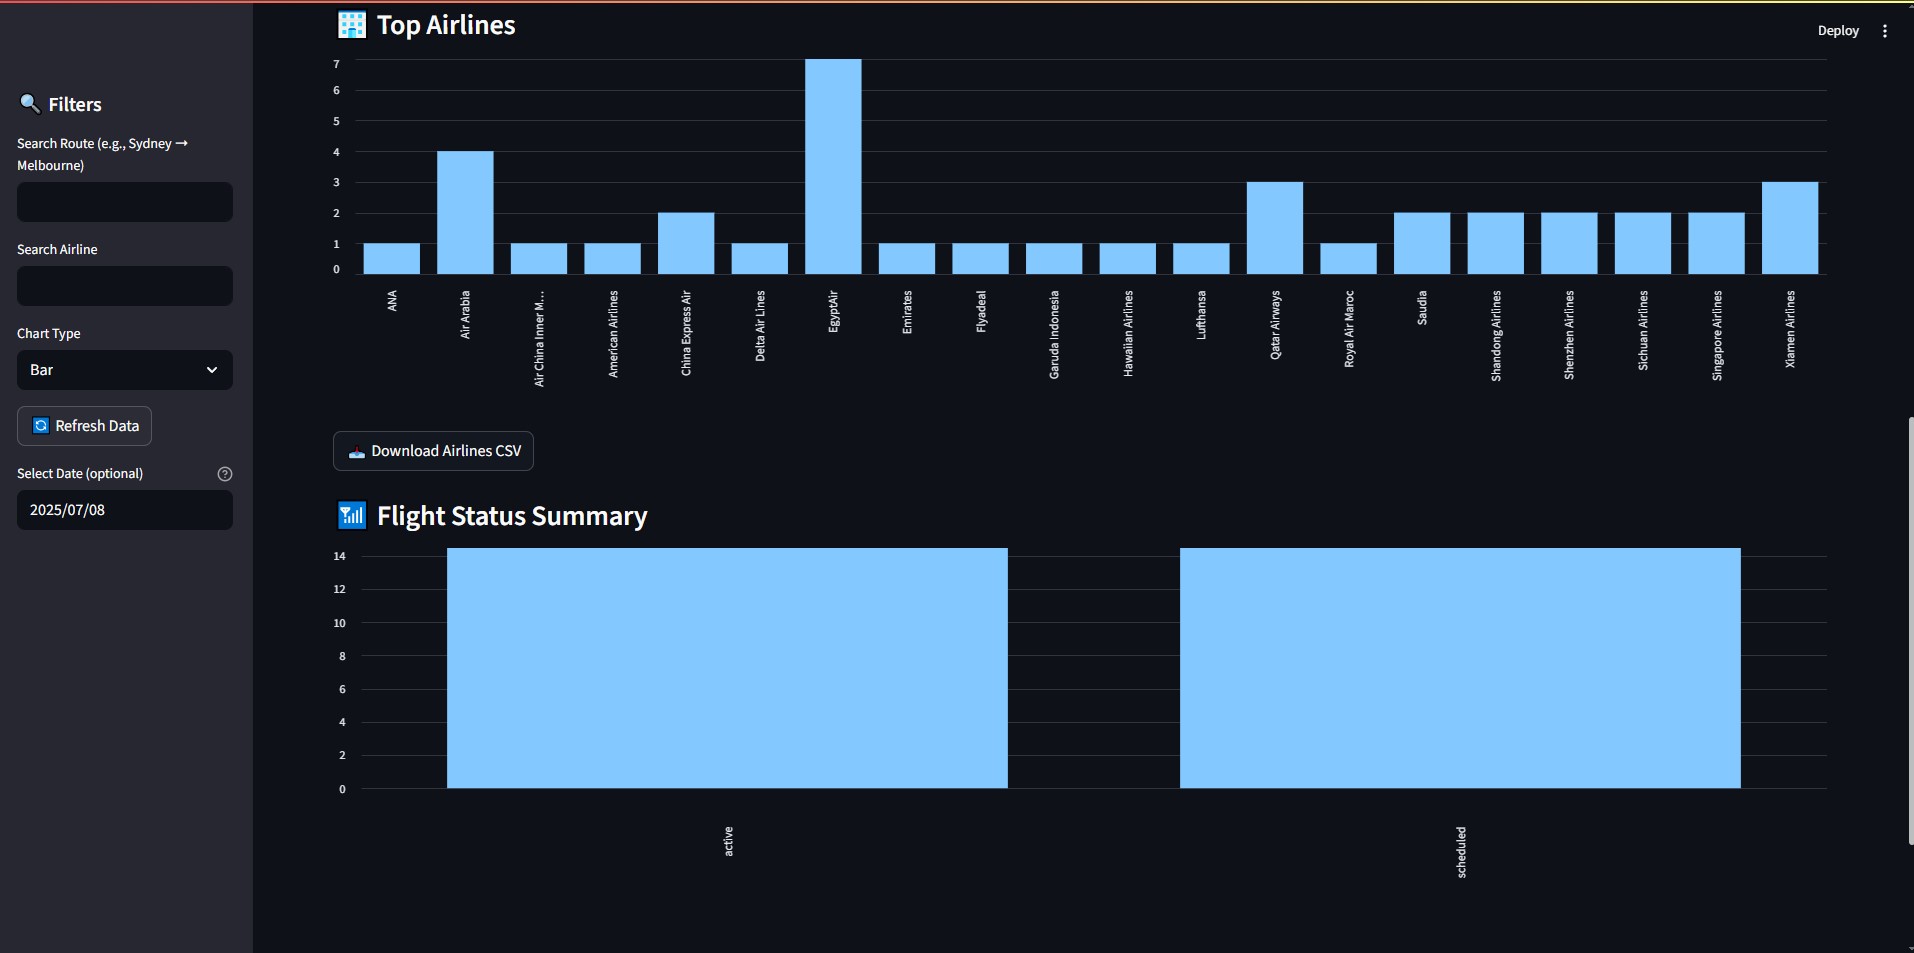 Deploy
Filters
Search Route (e.g., Sydney →
Melbourne)
Search Airline
Chart Type
Bar
Refresh Data
Select Date (optional)
2025/07/08
Top Airlines
7
6
5
4
3
2
1
0
ANA
Air Arabia
Air China Inner M...
American Airlines
China Express Air
Delta Air Lines
EgyptAir
Emirates
Flyadeal
Garuda Indonesia
Hawaiian Airlines
Lufthansa
Qatar Airways
Royal Air Maroc
Saudia
Shandong Airlines
Shenzhen Airlines
Sichuan Airlines
Singapore Airlines
Xiamen Airlines
Download Airlines CSV
Flight Status Summary
14
12
10
8
6
4
2
0
active
scheduled